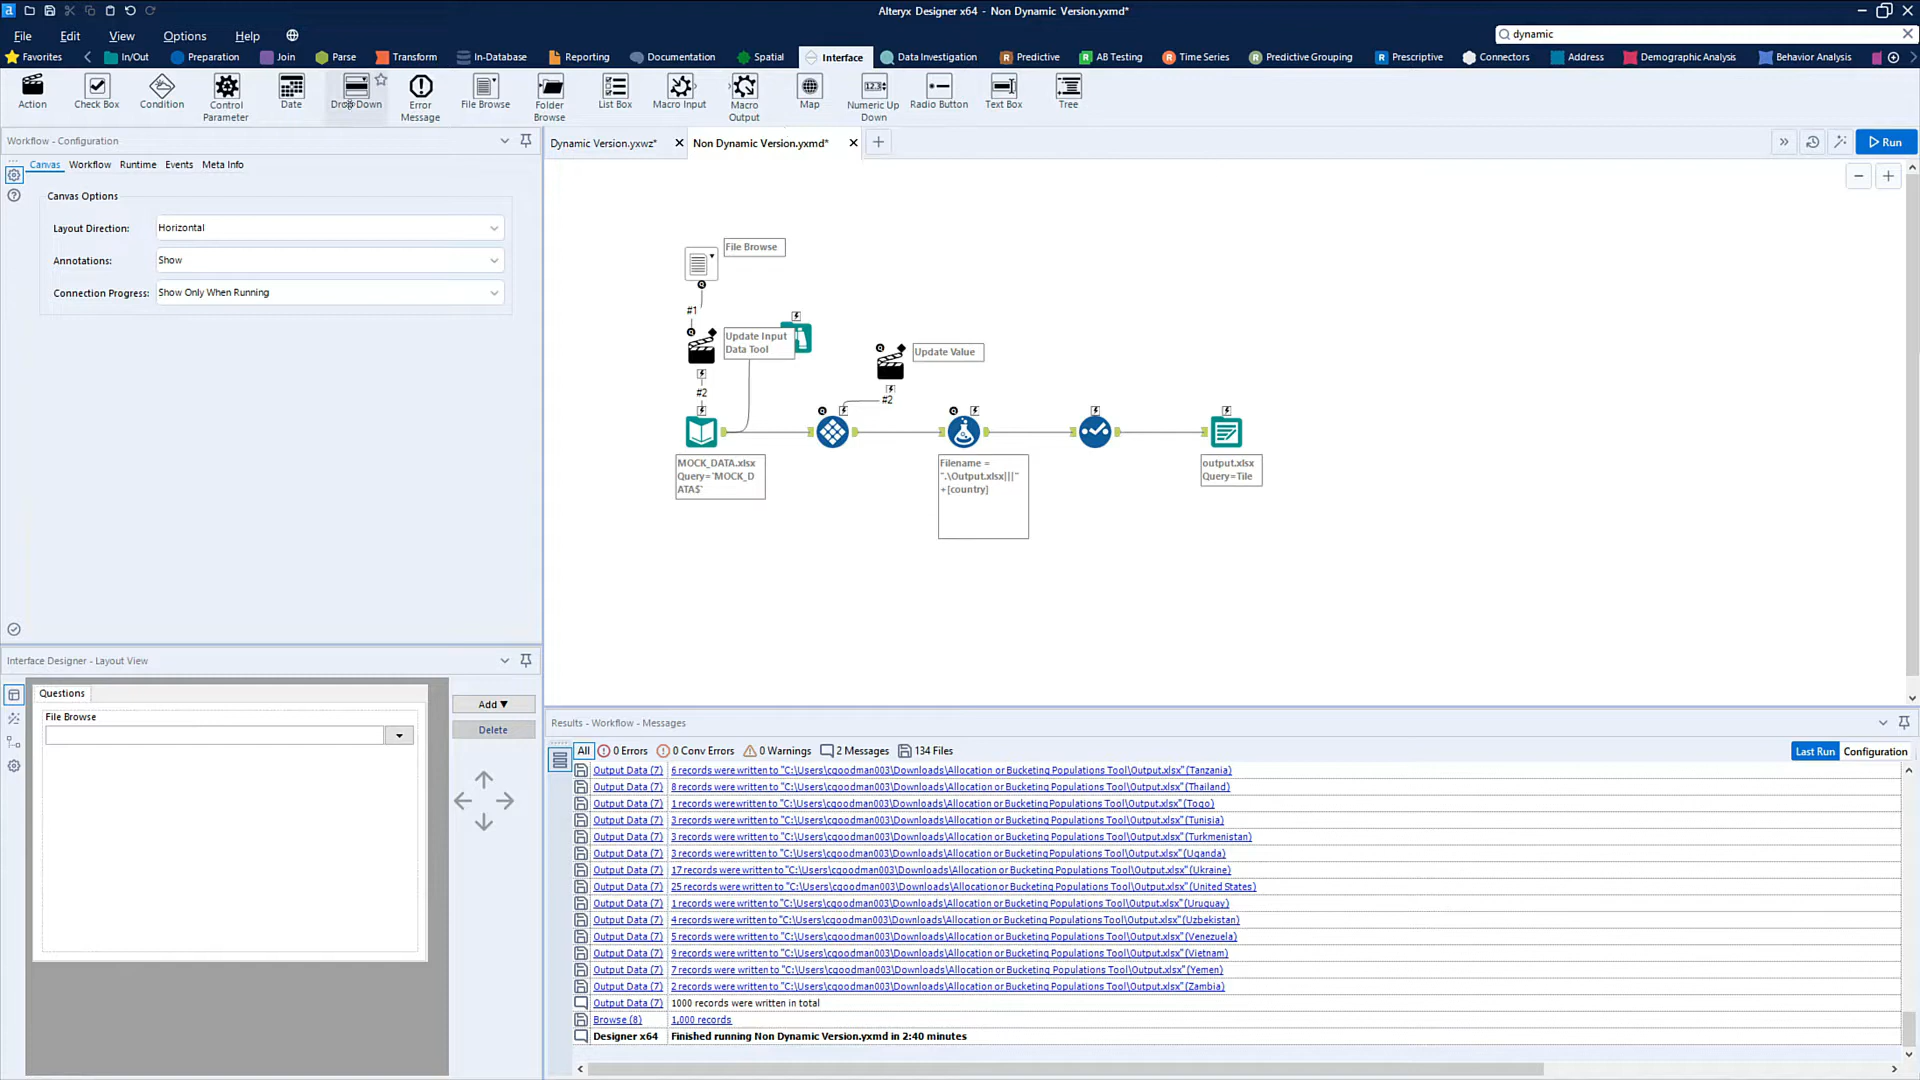 Alteryx Designer x64 - Non Dynamic Version.yxmd*
File Edit View Options Help
dynamic
Favorites In/Out Preparation Join Parse Transform In-Database Reporting Documentation Spatial Interface Data Investigation Predictive AB Testing Time Series Predictive Grouping Prescriptive Connectors Address Demographic Analysis Behavior Analysis
Action Check Box Condition Control Parameter Date Drop Down Error Message File Browse Folder Browse List Box Macro Input Macro Output Map Numeric Up Down Radio Button Text Box Tree
Workflow - Configuration
Dynamic Version.yxwz*
Non Dynamic Version.yxmd*
Run
Canvas Workflow Runtime Events Meta Info
Canvas Options
Layout Direction: Horizontal
Annotations: Show
Connection Progress: Show Only When Running
File Browse
#1
Update Input
Data Tool
Update Value
#2
#2
MOCK_DATA.xlsx
Query=`MOCK_D
ATA$`
Filename =
".\Output.xlsx|||"
+[country]
output.xlsx
Query=Tile
Interface Designer - Layout View
Questions
File Browse
Add
Delete
Results - Workflow - Messages
All 0 Errors 0 Conv Errors 0 Warnings 2 Messages 134 Files
Last Run Configuration
Output Data (7) 6 records were written to "C:\Users\cgoodman003\Downloads\Allocation or Bucketing Populations Tool\Output.xlsx" (Tanzania)
Output Data (7) 8 records were written to "C:\Users\cgoodman003\Downloads\Allocation or Bucketing Populations Tool\Output.xlsx" (Thailand)
Output Data (7) 1 records were written to "C:\Users\cgoodman003\Downloads\Allocation or Bucketing Populations Tool\Output.xlsx" (Togo)
Output Data (7) 3 records were written to "C:\Users\cgoodman003\Downloads\Allocation or Bucketing Populations Tool\Output.xlsx" (Tunisia)
Output Data (7) 3 records were written to "C:\Users\cgoodman003\Downloads\Allocation or Bucketing Populations Tool\Output.xlsx" (Turkmenistan)
Output Data (7) 3 records were written to "C:\Users\cgoodman003\Downloads\Allocation or Bucketing Populations Tool\Output.xlsx" (Uganda)
Output Data (7) 17 records were written to "C:\Users\cgoodman003\Downloads\Allocation or Bucketing Populations Tool\Output.xlsx" (Ukraine)
Output Data (7) 25 records were written to "C:\Users\cgoodman003\Downloads\Allocation or Bucketing Populations Tool\Output.xlsx" (United States)
Output Data (7) 1 records were written to "C:\Users\cgoodman003\Downloads\Allocation or Bucketing Populations Tool\Output.xlsx" (Uruguay)
Output Data (7) 4 records were written to "C:\Users\cgoodman003\Downloads\Allocation or Bucketing Populations Tool\Output.xlsx" (Uzbekistan)
Output Data (7) 5 records were written to "C:\Users\cgoodman003\Downloads\Allocation or Bucketing Populations Tool\Output.xlsx" (Venezuela)
Output Data (7) 9 records were written to "C:\Users\cgoodman003\Downloads\Allocation or Bucketing Populations Tool\Output.xlsx" (Vietnam)
Output Data (7) 7 records were written to "C:\Users\cgoodman003\Downloads\Allocation or Bucketing Populations Tool\Output.xlsx" (Yemen)
Output Data (7) 2 records were written to "C:\Users\cgoodman003\Downloads\Allocation or Bucketing Populations Tool\Output.xlsx" (Zambia)
Output Data (7) 1000 records were written in total
Browse (8) 1,000 records
Designer x64 Finished running Non Dynamic Version.yxmd in 2:40 minutes